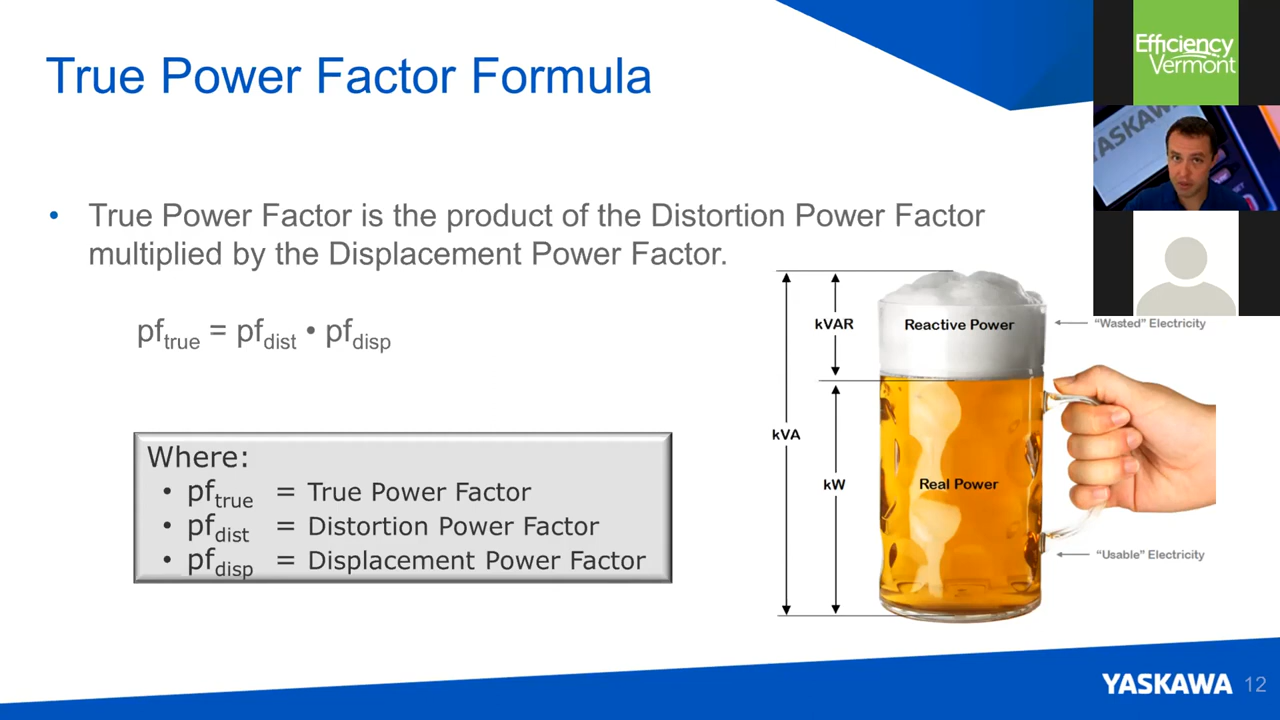 True Power Factor Formula
Efficiency
Vermont
YASKAWA
• True Power Factor is the product of the Distortion Power Factor
multiplied by the Displacement Power Factor.
pftrue = pfdist • pfdisp
Where:
• pftrue = True Power Factor
• pfdist = Distortion Power Factor
• pfdisp = Displacement Power Factor
kVAR
Reactive Power
“Wasted” Electricity
kVA
kW
Real Power
“Usable” Electricity
YASKAWA 12